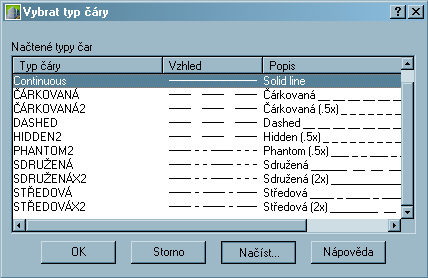 Vybrat typ čáry
Načtené typy čar
Typ čáry Vzhled Popis
Continuous Solid line
ČÁRKOVANÁ Čárkovaná
ČÁRKOVANÁ2 Čárkovaná (.5x)
DASHED Dashed
HIDDEN2 Hidden (.5x)
PHANTOM2 Phantom (.5x)
SDRUŽENÁ Sdružená
SDRUŽENÁX2 Sdružená (2x)
STŘEDOVÁ Středová
STŘEDOVÁX2 Středová (2x)
OK Storno Načíst... Nápověda